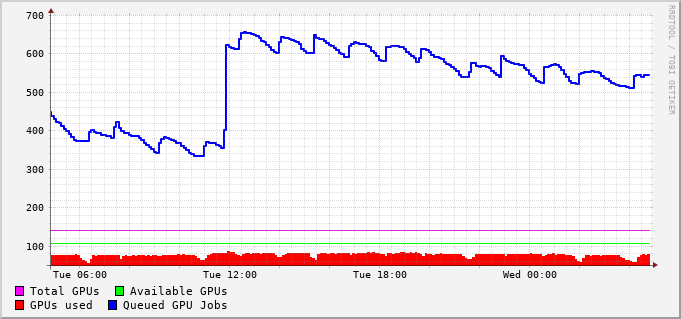 700
600
500
400
300
200
100
Tue 06:00 Tue 12:00 Tue 18:00 Wed 00:00
Total GPUs Available GPUs
GPUs used Queued GPU Jobs
RRDTOOL / TOBI OETIKER